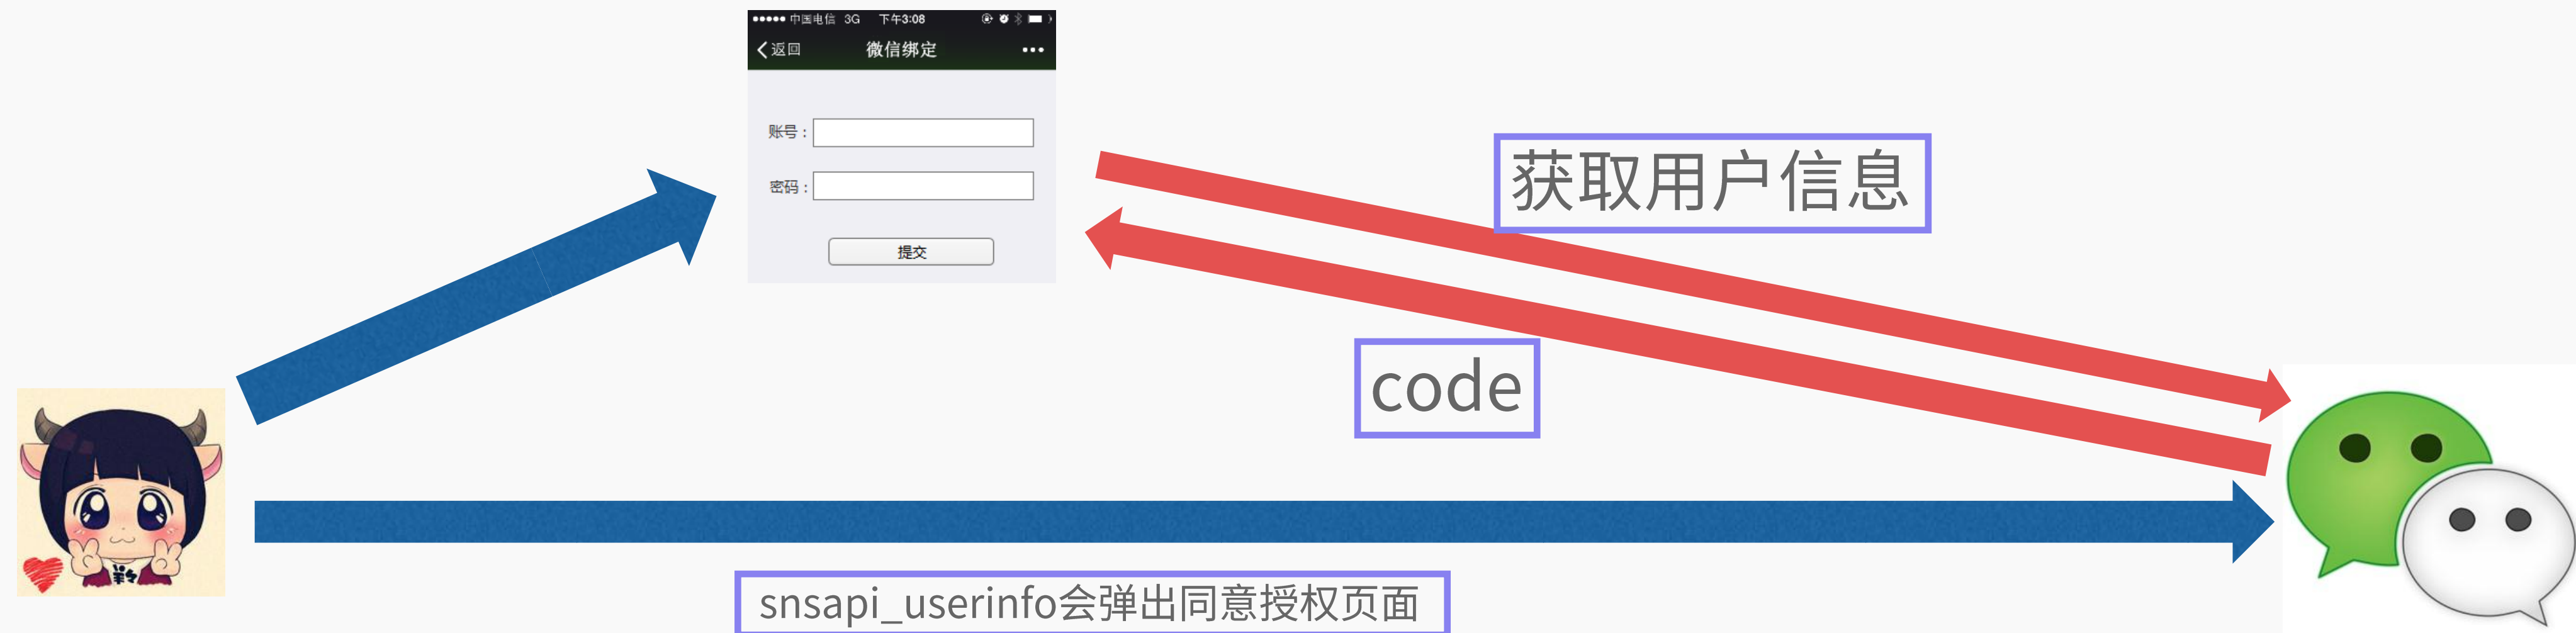 中国电信 3G 下午3:08
返回 微信绑定
账号：
密码：
提交
获取用户信息
code
snsapi_userinfo会弹出同意授权页面